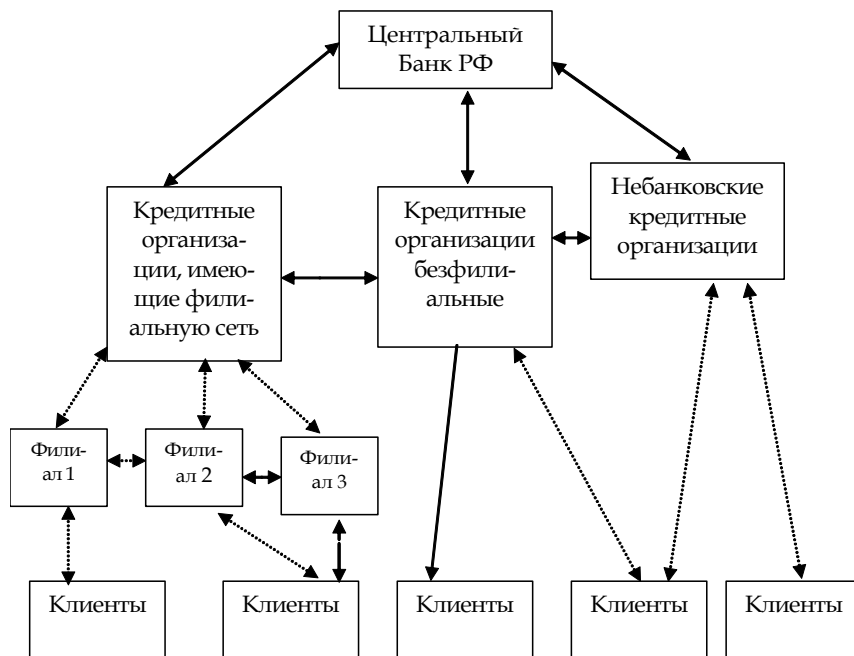 Центральный
Банк РФ
Кредитные
организа-
ции, имею-
щие фили-
альную сеть
Кредитные
организации
безфили-
альные
Небанковские
кредитные
организации
Фили-
ал 1
Фили-
ал 2
Фили-
ал 3
Клиенты
Клиенты
Клиенты
Клиенты
Клиенты